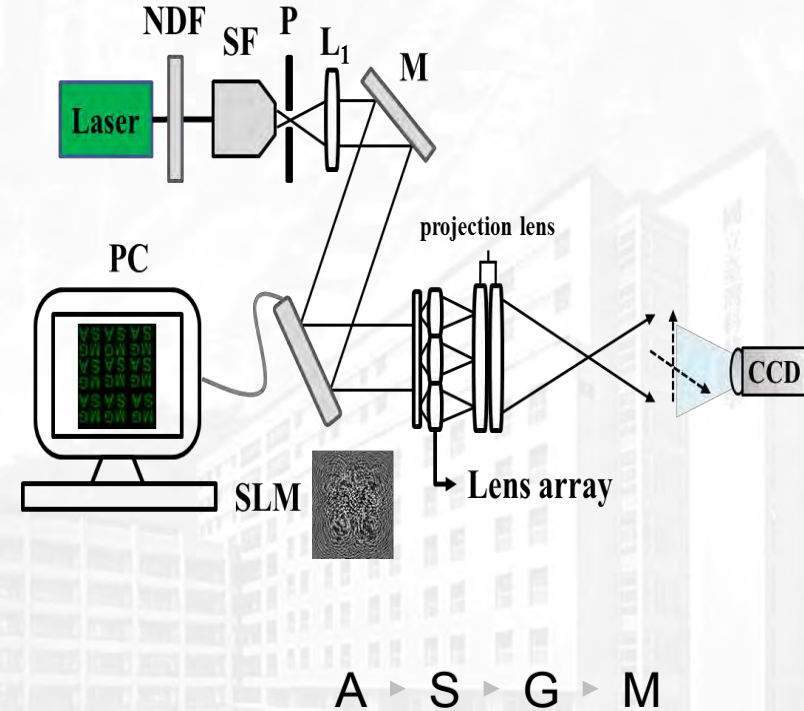 NDF SF P L₁ M
Laser
projection lens
PC
CCD
SLM
Lens array
A ▸ S ▸ G ▸ M